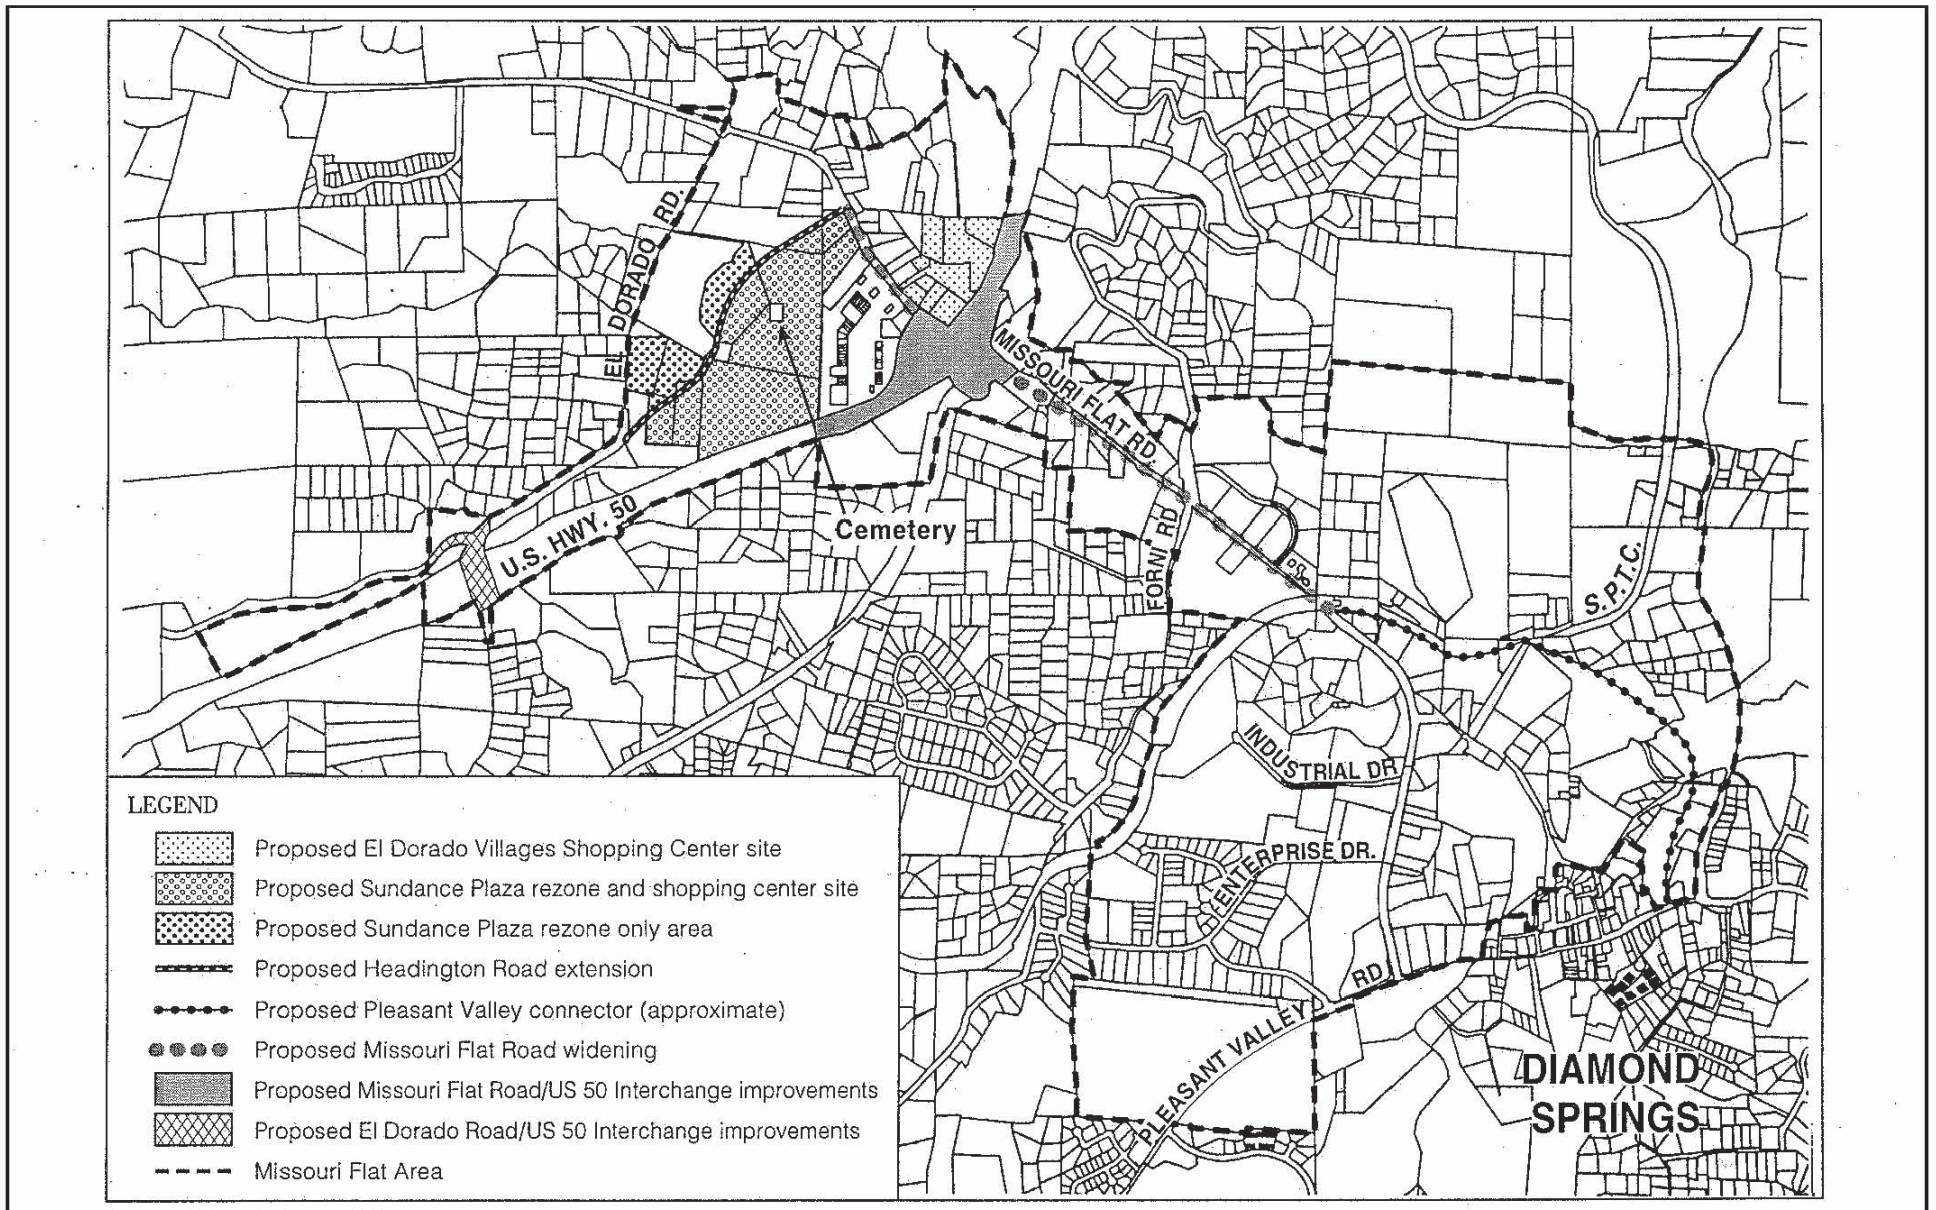 EL DORADO RD.
MISSOURI FLAT RD.
U.S. HWY. 50
Cemetery
FORNI RD
S.P.T.C.
INDUSTRIAL DR
ENTERPRISE DR.
PLEASANT VALLEY RD.
DIAMOND
SPRINGS
LEGEND
Proposed El Dorado Villages Shopping Center site
Proposed Sundance Plaza rezone and shopping center site
Proposed Sundance Plaza rezone only area
Proposed Headington Road extension
Proposed Pleasant Valley connector (approximate)
Proposed Missouri Flat Road widening
Proposed Missouri Flat Road/US 50 Interchange improvements
Proposed El Dorado Road/US 50 Interchange improvements
Missouri Flat Area